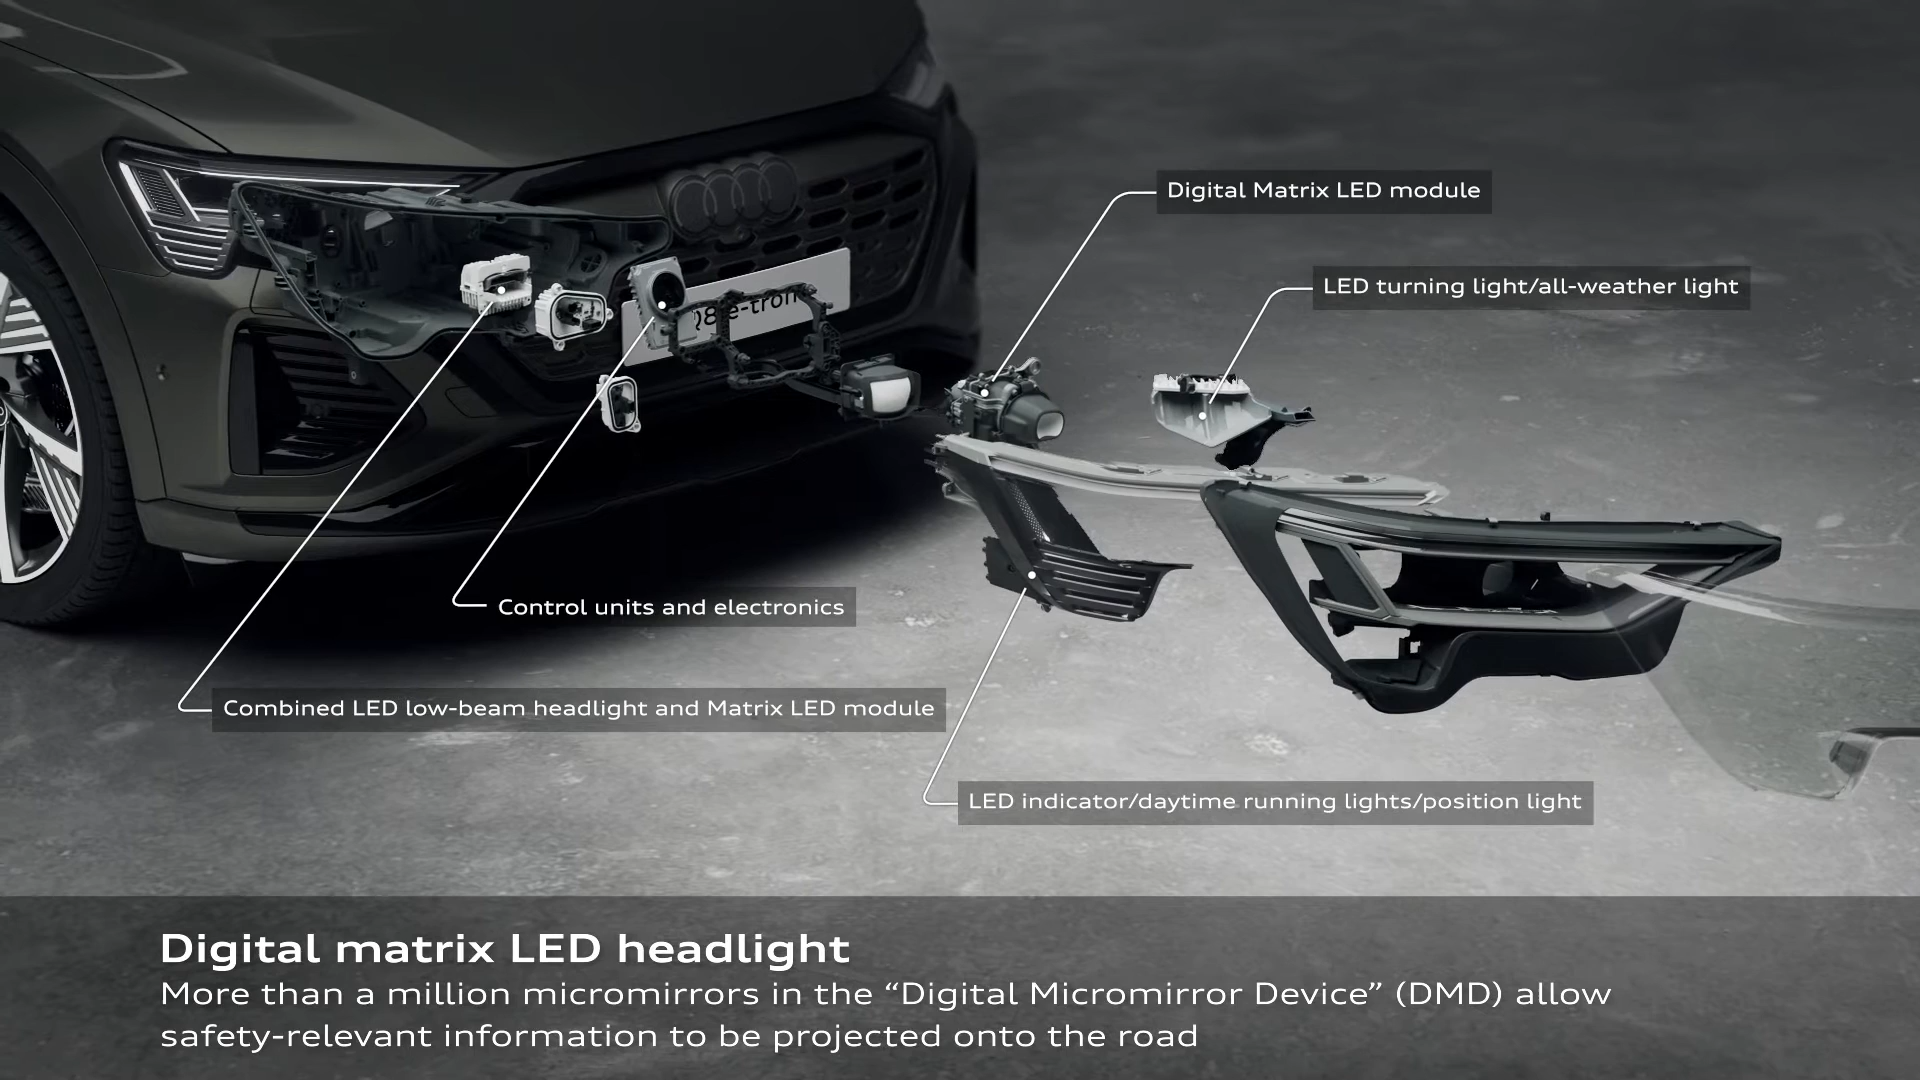 Digital Matrix LED module
LED turning light/all-weather light
Q8 e-tron
Control units and electronics
Combined LED low-beam headlight and Matrix LED module
LED indicator/daytime running lights/position light
Digital matrix LED headlight
More than a million micromirrors in the “Digital Micromirror Device” (DMD) allow
safety-relevant information to be projected onto the road